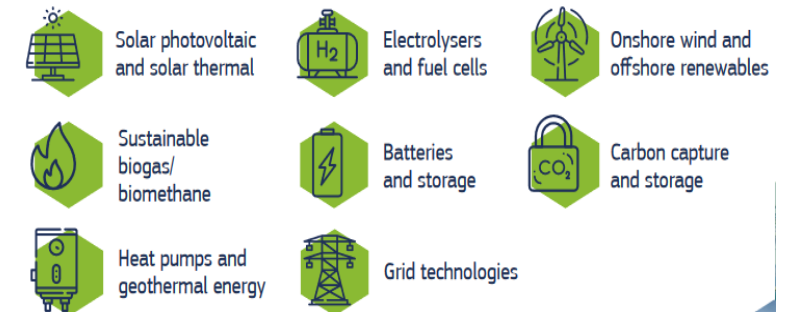 Solar photovoltaic
and solar thermal
H2
Electrolysers
and fuel cells
Onshore wind and
offshore renewables
Sustainable
biogas/
biomethane
Batteries
and storage
CO2
Carbon capture
and storage
Heat pumps and
geothermal energy
Grid technologies